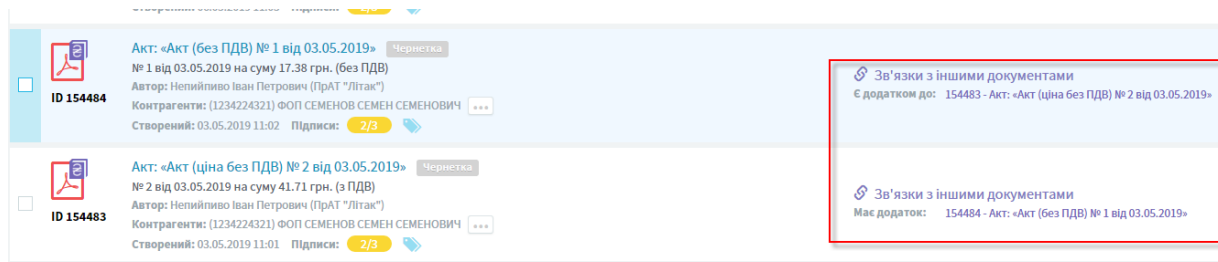 Акт: «Акт (без ПДВ) № 1 від 03.05.2019» Чернетка
№ 1 від 03.05.2019 на суму 17.38 грн. (без ПДВ)
Автор: Непийпиво Іван Петрович (ПрАТ "Літак")
ID 154484
Контрагенти: (1234224321) ФОП СЕМЕНОВ СЕМЕН СЕМЕНОВИЧ ...
Створений: 03.05.2019 11:02 Підписи: 2/3
Зв'язки з іншими документами
Є додатком до: 154483 - Акт: «Акт (ціна без ПДВ) № 2 від 03.05.2019»
Акт: «Акт (ціна без ПДВ) № 2 від 03.05.2019» Чернетка
№ 2 від 03.05.2019 на суму 41.71 грн. (з ПДВ)
Автор: Непийпиво Іван Петрович (ПрАТ "Літак")
ID 154483
Контрагенти: (1234224321) ФОП СЕМЕНОВ СЕМЕН СЕМЕНОВИЧ ...
Створений: 03.05.2019 11:01 Підписи: 2/3
Зв'язки з іншими документами
Має додаток: 154484 - Акт: «Акт (без ПДВ) № 1 від 03.05.2019»